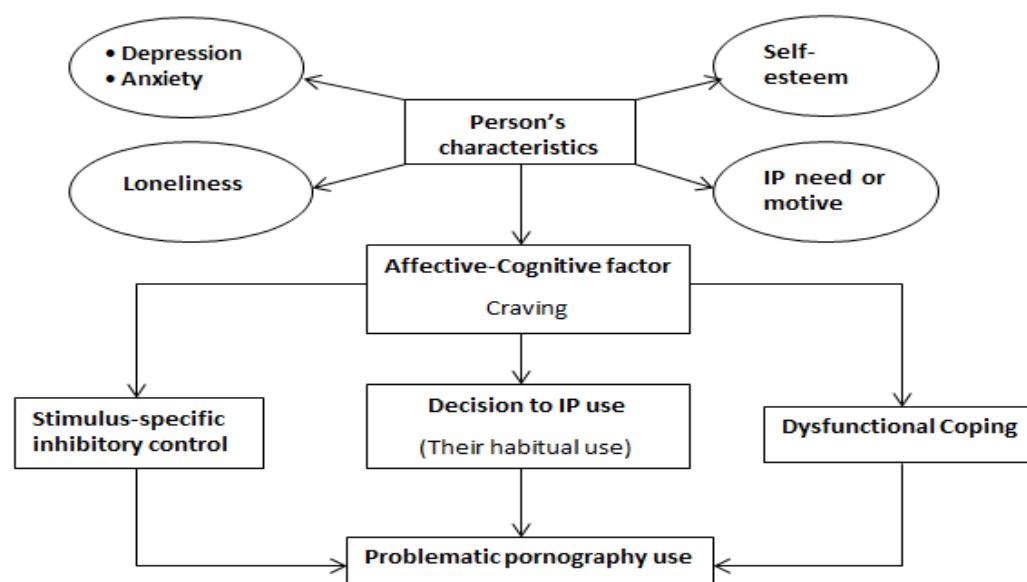 • Depression
• Anxiety
Self-
esteem
Person’s
characteristics
Loneliness
IP need or
motive
Affective-Cognitive factor
Craving
Stimulus-specific
inhibitory control
Decision to IP use
(Their habitual use)
Dysfunctional Coping
Problematic pornography use